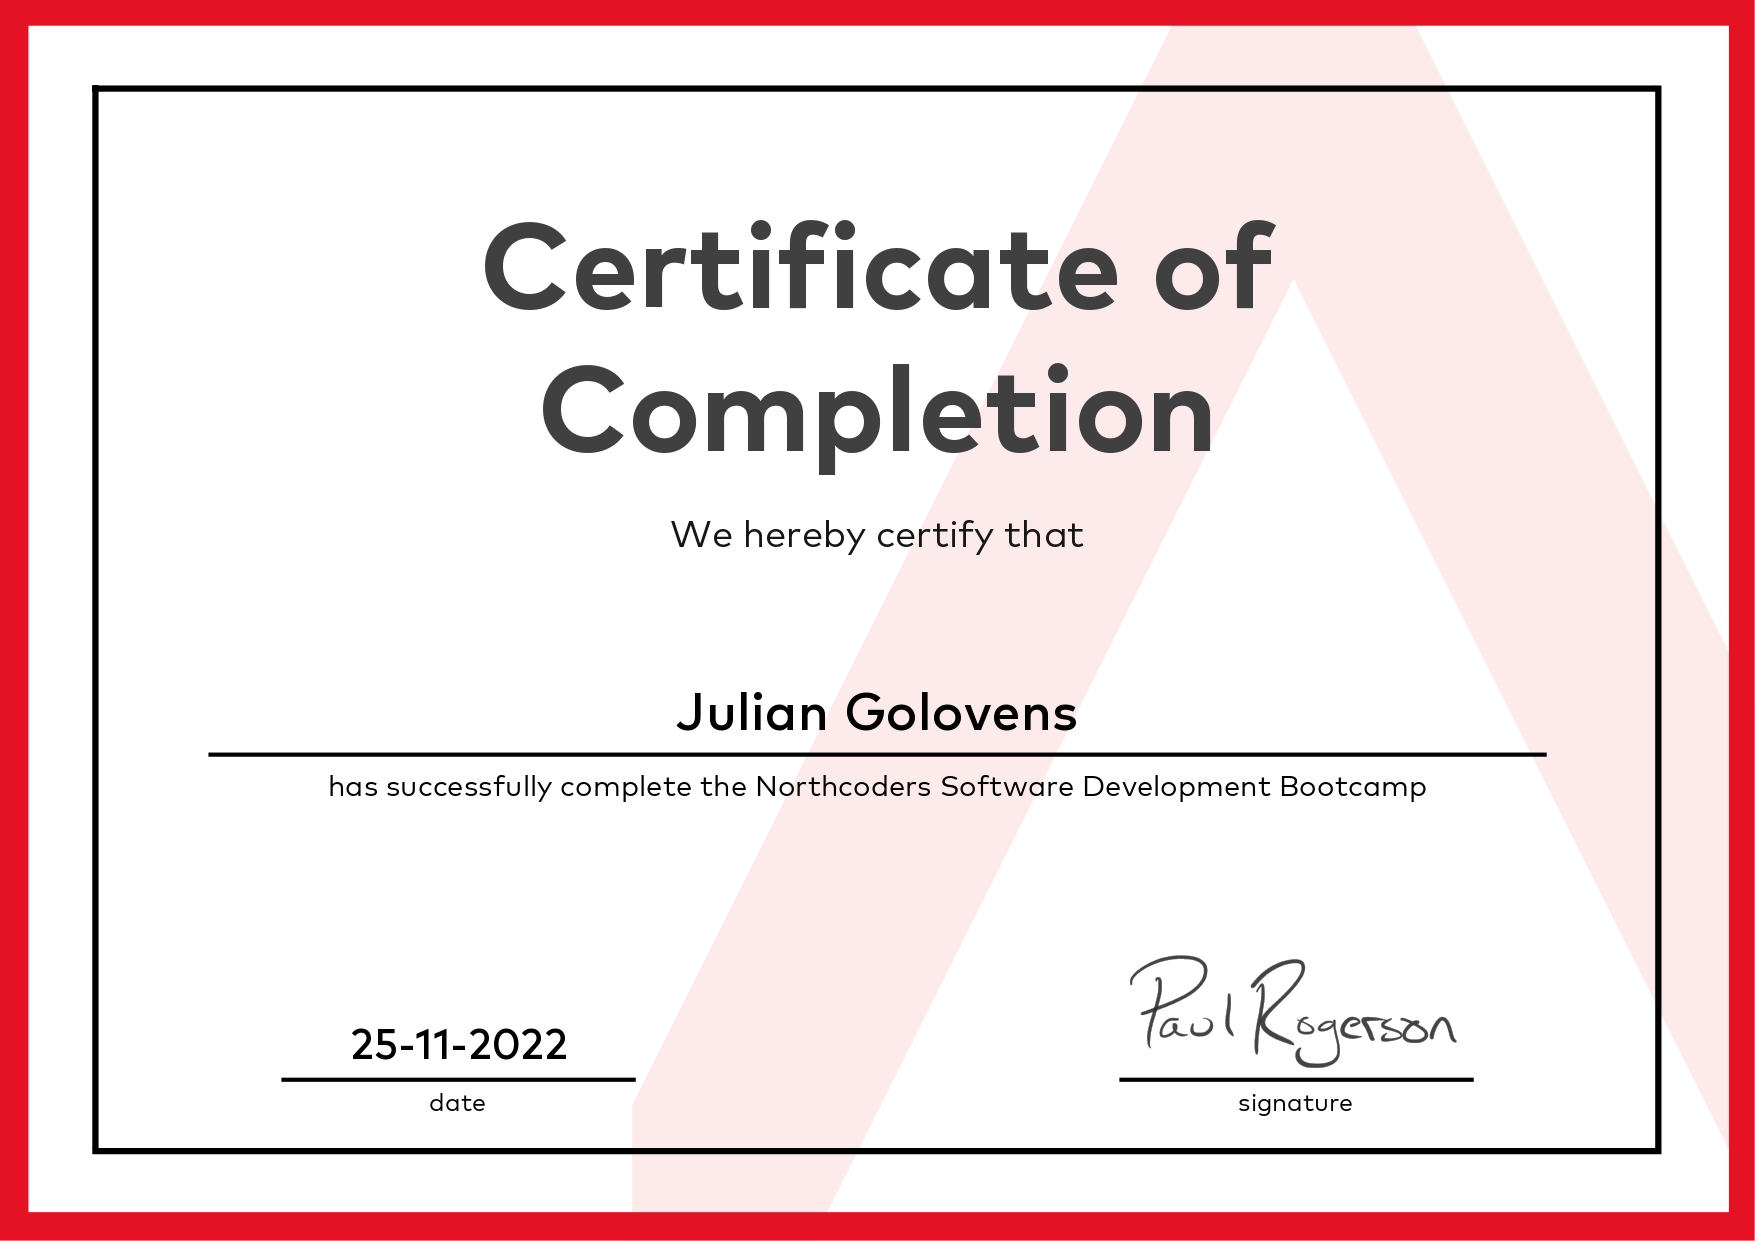 Certificate of
Completion
We hereby certify that
Julian Golovens
has successfully complete the Northcoders Software Development Bootcamp
Paul Rogerson
25-11-2022
date
signature